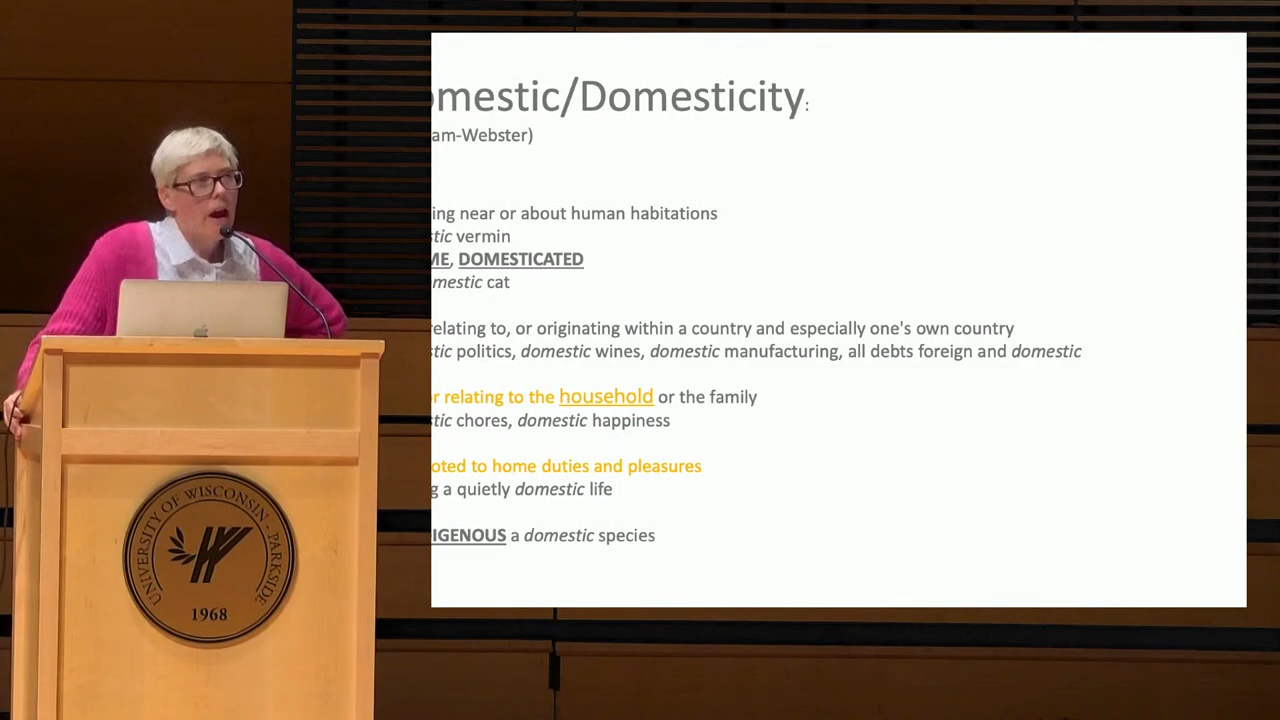 omestic/Domesticity:
am-Webster)
ing near or about human habitations
stic vermin
ME, DOMESTICATED
mestic cat
relating to, or originating within a country and especially one's own country
stic politics, domestic wines, domestic manufacturing, all debts foreign and domestic
or relating to the household or the family
stic chores, domestic happiness
oted to home duties and pleasures
g a quietly domestic life
IGENOUS a domestic species
UNIVERSITY OF WISCONSIN - PARKSIDE
1968